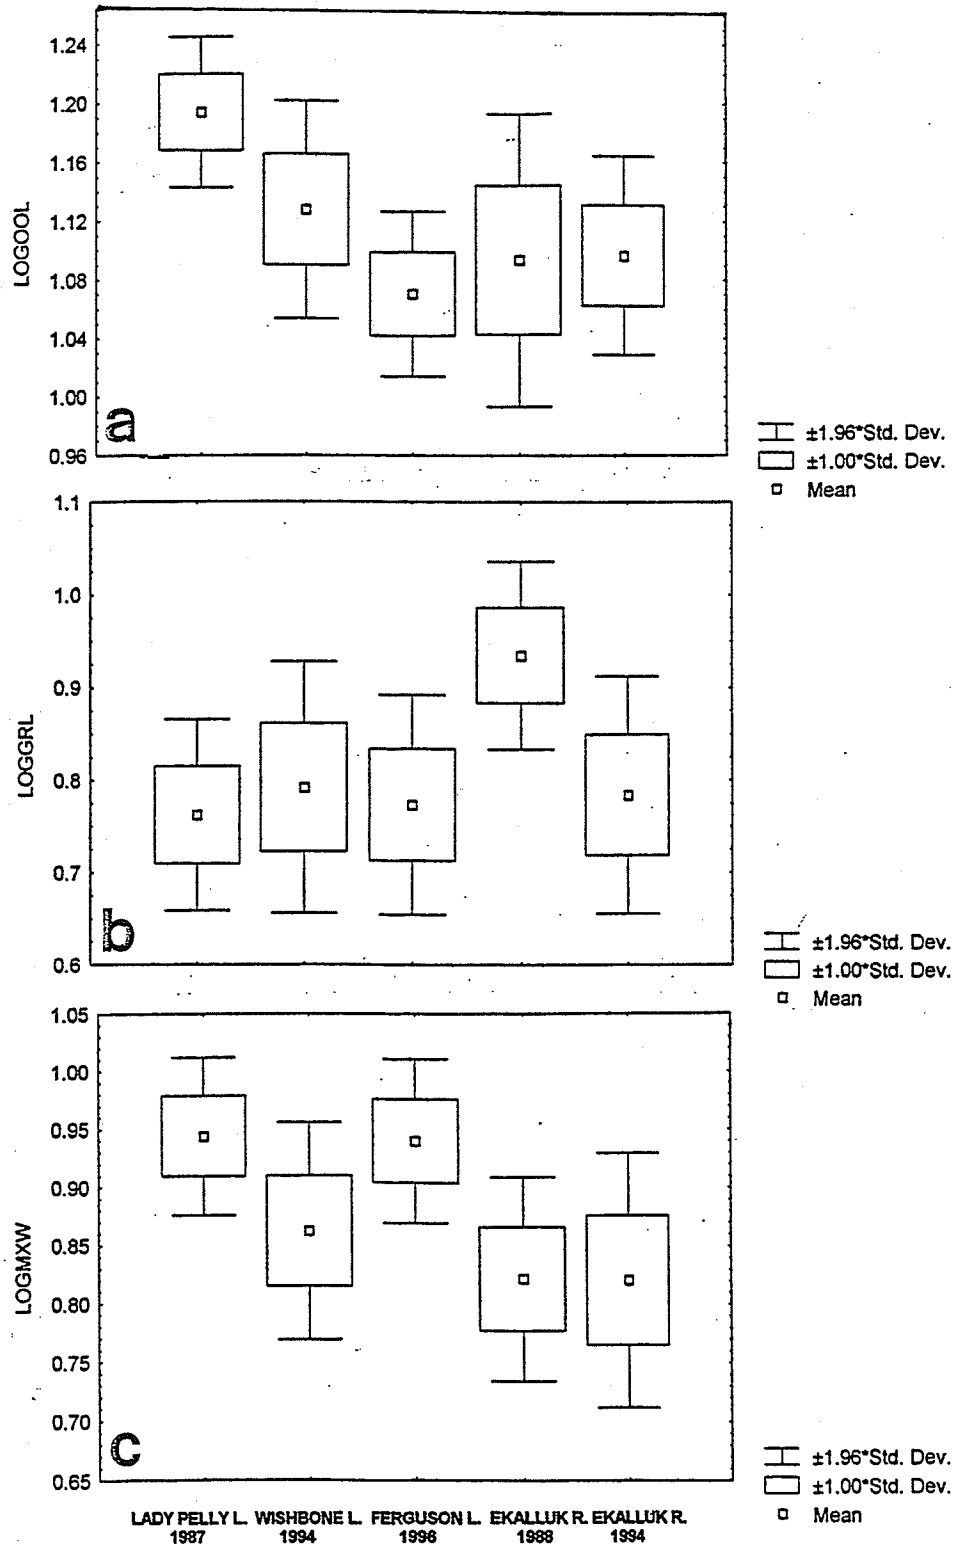 1.24
1.20
1.16
1.12
1.08
1.04
1.00
0.96
LOGOOL
a
±1.96*Std. Dev.
±1.00*Std. Dev.
Mean
1.1
1.0
0.9
0.8
0.7
0.6
LOGGRL
b
±1.96*Std. Dev.
±1.00*Std. Dev.
Mean
1.05
1.00
0.95
0.90
0.85
0.80
0.75
0.70
0.65
LOGMXW
c
±1.96*Std. Dev.
±1.00*Std. Dev.
Mean
LADY PELLY L. WISHBONE L. FERGUSON L. EKALLUK R. EKALLUK R.
1987 1994 1996 1988 1994